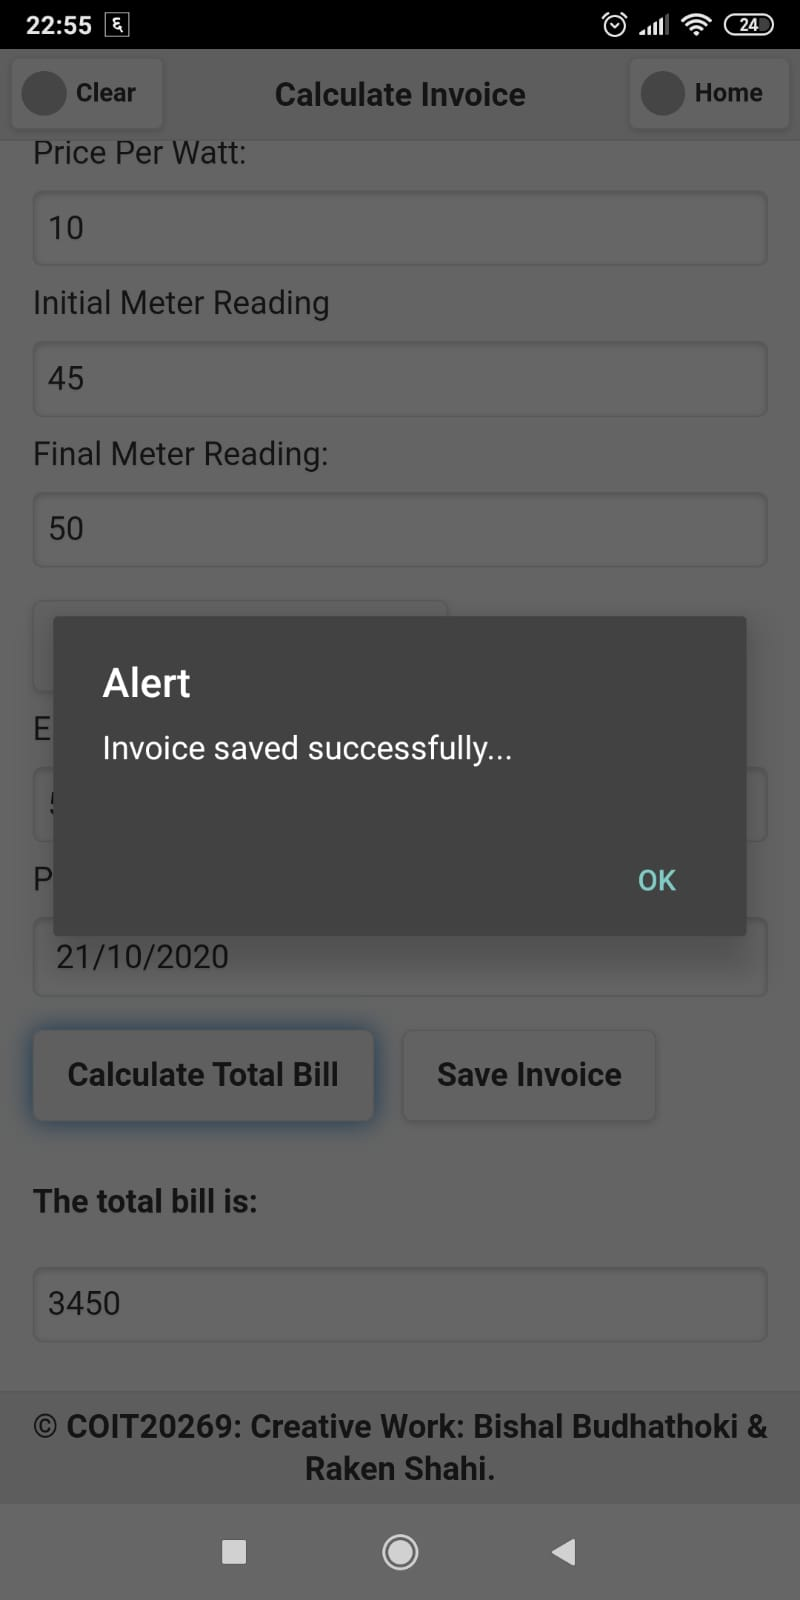 22:55 ६ 24
Clear
Calculate Invoice
Home
Price Per Watt:
10
Initial Meter Reading
45
Final Meter Reading:
50
Alert
Invoice saved successfully...
E
P
OK
21/10/2020
Calculate Total Bill
Save Invoice
The total bill is:
3450
© COIT20269: Creative Work: Bishal Budhathoki &
Raken Shahi.